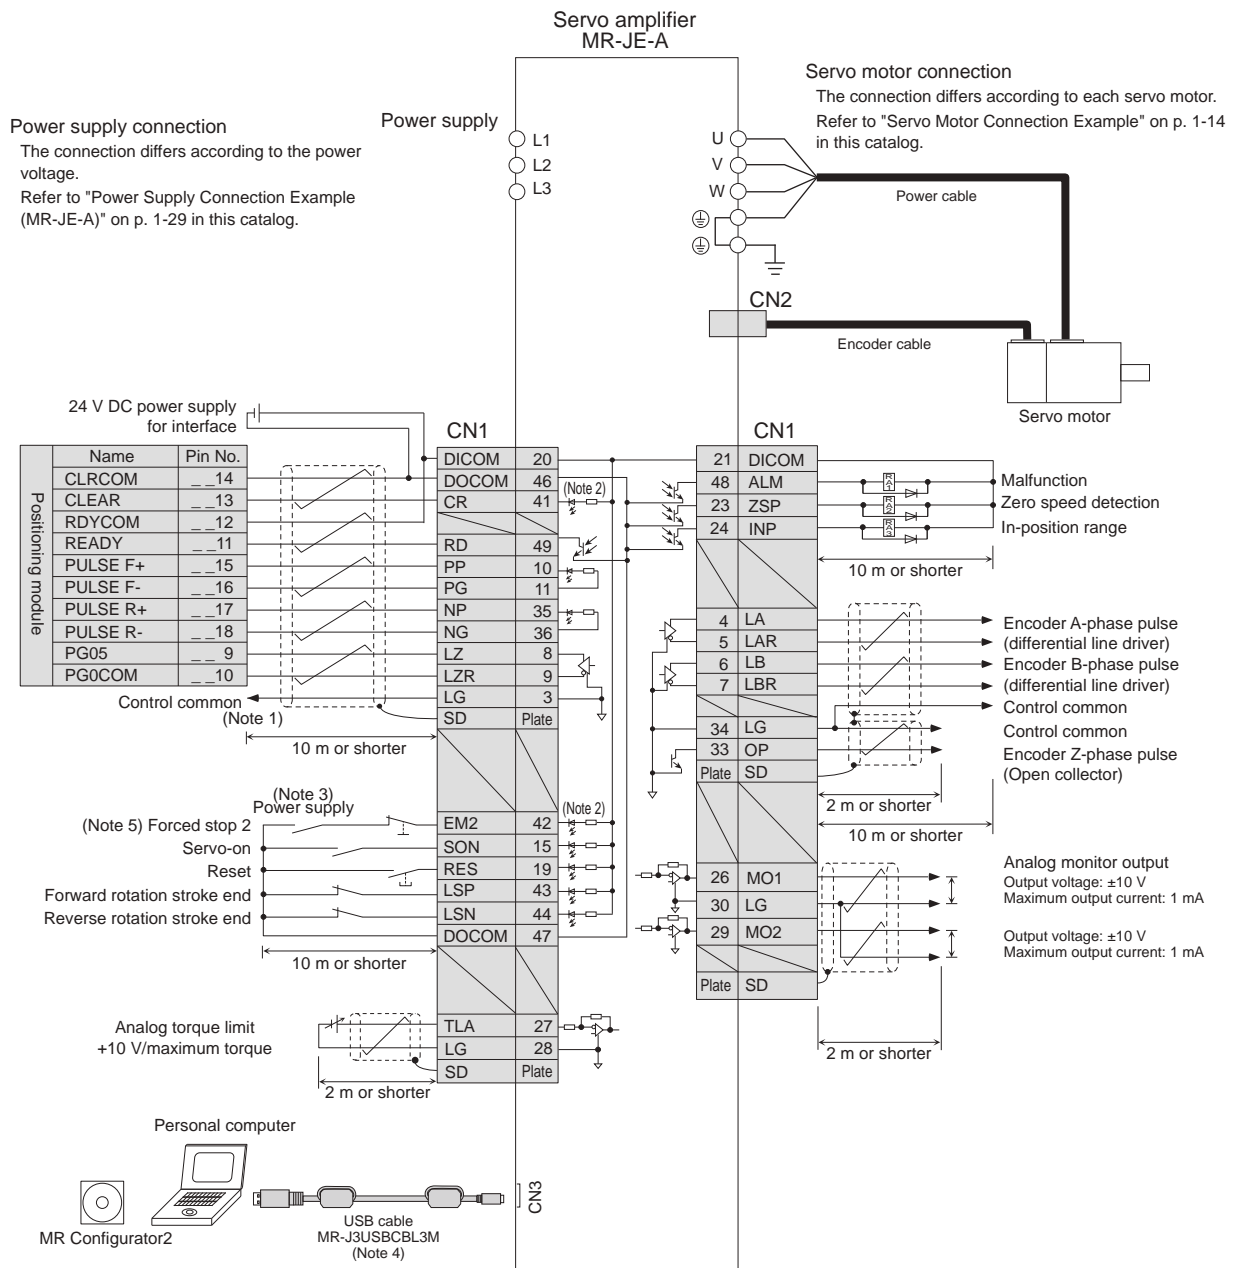 Servo amplifier
MR-JE-A
Power supply connection
The connection differs according to the power
voltage.
Refer to "Power Supply Connection Example
(MR-JE-A)" on p. 1-29 in this catalog.
Power supply
L1
L2
L3
Servo motor connection
The connection differs according to each servo motor.
Refer to "Servo Motor Connection Example" on p. 1-14
in this catalog.
U
V
W
Power cable
CN2
Encoder cable
Servo motor
24 V DC power supply
for interface
Positioning module
Name Pin No.
CLRCOM _ _14
CLEAR _ _13
RDYCOM _ _12
READY _ _11
PULSE F+ _ _15
PULSE F- _ _16
PULSE R+ _ _17
PULSE R- _ _18
PG05 _ _ 9
PG0COM _ _10
Control common
(Note 1)
10 m or shorter
CN1
DICOM 20
DOCOM 46
CR 41
(Note 2)
RD 49
PP 10
PG 11
NP 35
NG 36
LZ 8
LZR 9
LG 3
SD Plate
(Note 3)
Power supply
(Note 5) Forced stop 2
Servo-on
Reset
Forward rotation stroke end
Reverse rotation stroke end
10 m or shorter
(Note 2)
EM2 42
SON 15
RES 19
LSP 43
LSN 44
DOCOM 47
Analog torque limit
+10 V/maximum torque
2 m or shorter
TLA 27
LG 28
SD Plate
CN1
21 DICOM
48 ALM
23 ZSP
24 INP
RA1
RA2
RA3
Malfunction
Zero speed detection
In-position range
10 m or shorter
4 LA
5 LAR
6 LB
7 LBR
34 LG
33 OP
Plate SD
Encoder A-phase pulse
(differential line driver)
Encoder B-phase pulse
(differential line driver)
Control common
Control common
Encoder Z-phase pulse
(Open collector)
2 m or shorter
10 m or shorter
26 MO1
30 LG
29 MO2
Plate SD
Analog monitor output
Output voltage: ±10 V
Maximum output current: 1 mA
Output voltage: ±10 V
Maximum output current: 1 mA
2 m or shorter
Personal computer
MR Configurator2
USB cable
MR-J3USBCBL3M
(Note 4)
CN3